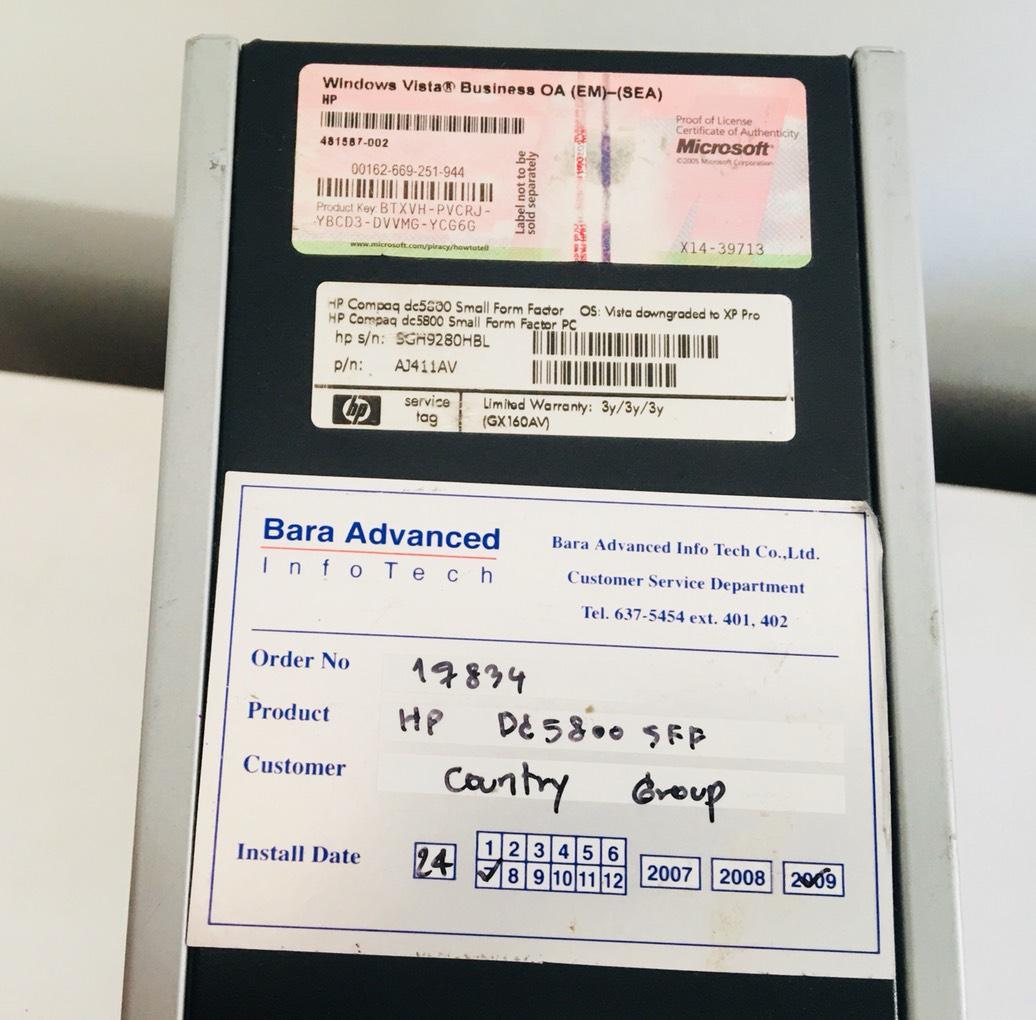 Windows Vista® Business OA (EM)-(SEA)
HP
481587-002
00162-669-251-944
Product Key: BTXVH-PVCRJ-
YBCD3-DVVMG-YCG6G
www.microsoft.com/piracy/howtotell
Label not to be
sold separately
Proof of License
Certificate of Authenticity
Microsoft
©2005 Microsoft Corporation
X14-39713
HP Compaq dc5800 Small Form Factor OS: Vista downgraded to XP Pro
HP Compaq dc5800 Small Form Factor PC
hp s/n: SGH9280HBL
p/n: AJ411AV
hp
service
tag
Limited Warranty: 3y/3y/3y
(GX160AV)
Bara Advanced
InfoTech
Bara Advanced Info Tech Co.,Ltd.
Customer Service Department
Tel. 637-5454 ext. 401, 402
Order No 17834
Product HP DC5800 SFF
Customer Country Group
Install Date 24
1 2 3 4 5 6
7 8 9 10 11 12
2007 2008 2009